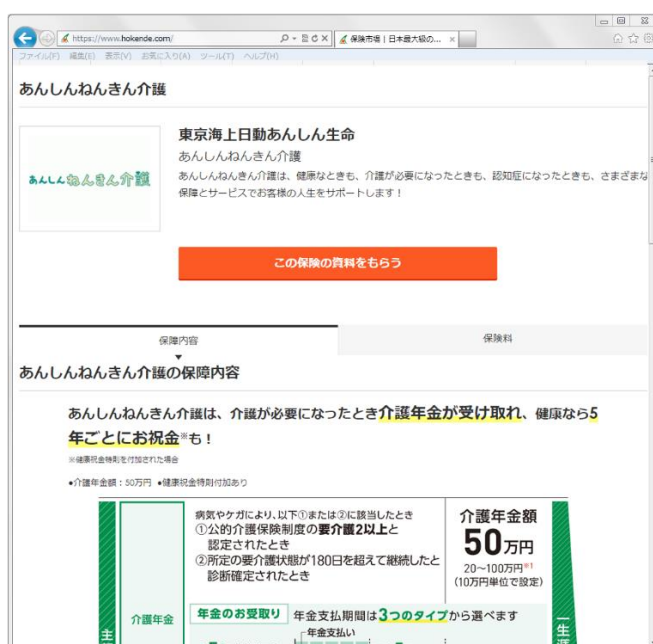 https://www.hokende.com/
保険市場 | 日本最大級の...
ファイル(F) 編集(E) 表示(V) お気に入り(A) ツール(T) ヘルプ(H)
あんしんねんきん介護
あんしんねんきん介護
東京海上日動あんしん生命
あんしんねんきん介護
あんしんねんきん介護は、健康なときも、介護が必要になったときも、認知症になったときも、さまざまな
保障とサービスでお客様の人生をサポートします！
この保険の資料をもらう
保障内容
保険料
あんしんねんきん介護の保障内容
あんしんねんきん介護は、介護が必要になったとき介護年金が受け取れ、健康なら5
年ごとにお祝金※も！
※健康祝金特則を付加された場合
●介護年金額：50万円 ●健康祝金特則付加あり
病気やケガにより、以下①または②に該当したとき
①公的介護保険制度の要介護2以上と
認定されたとき
②所定の要介護状態が180日を超えて継続したと
診断確定されたとき
介護年金額
50万円
20～100万円※1
(10万円単位で設定)
介護年金
年金のお受取り 年金支払期間は3つのタイプから選べます
年金支払い
主
一生涯